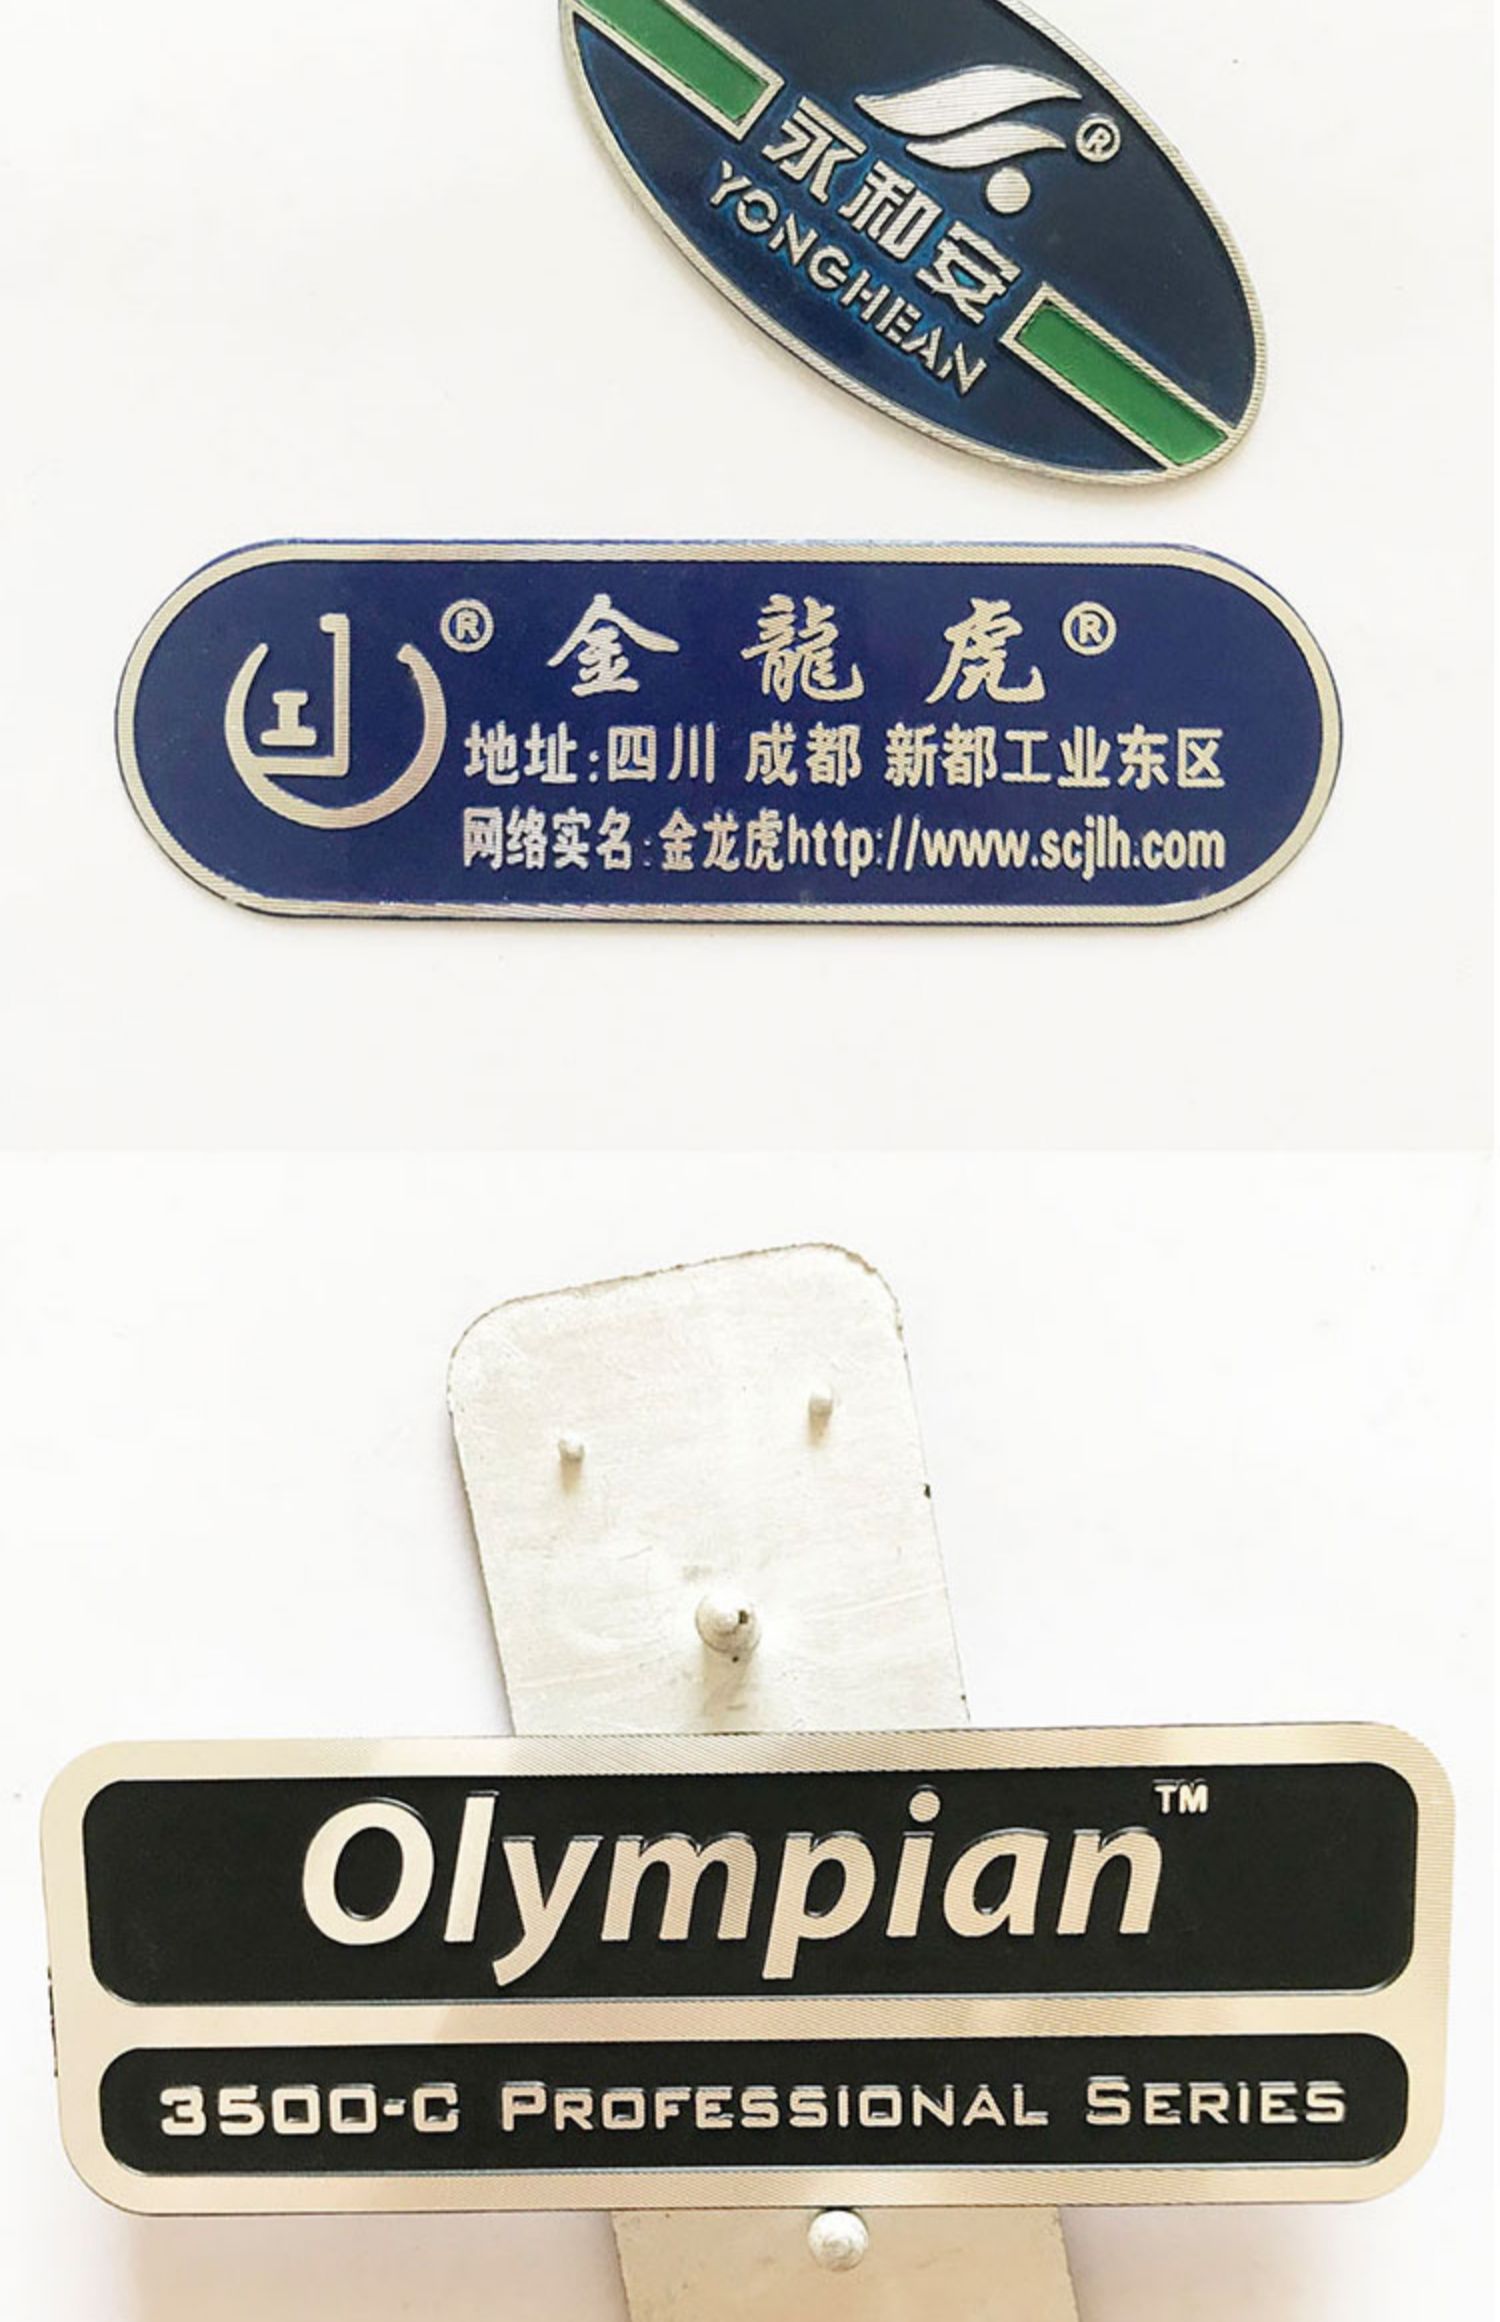 ®
永和安
YONGHEAN
® 金龍虎®
地址:四川 成都 新都工业东区
网络实名:金龙虎http://www.scjlh.com
Olympian™
3500-C PROFESSIONAL SERIES